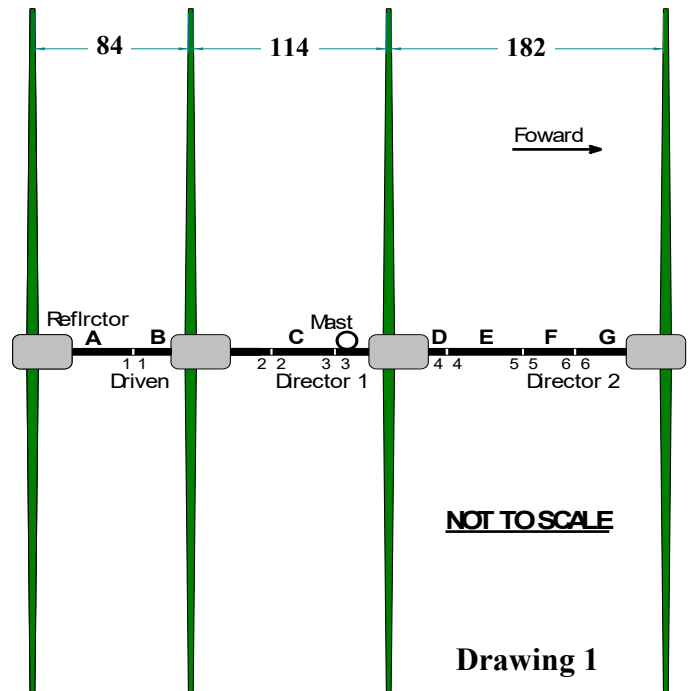 84 114 182
Foward
Reflrctor Mast
A B C D E F G
1 1 2 2 3 3 4 4 5 5 6 6
Driven Director 1 Director 2
NOT TO SCALE
Drawing 1